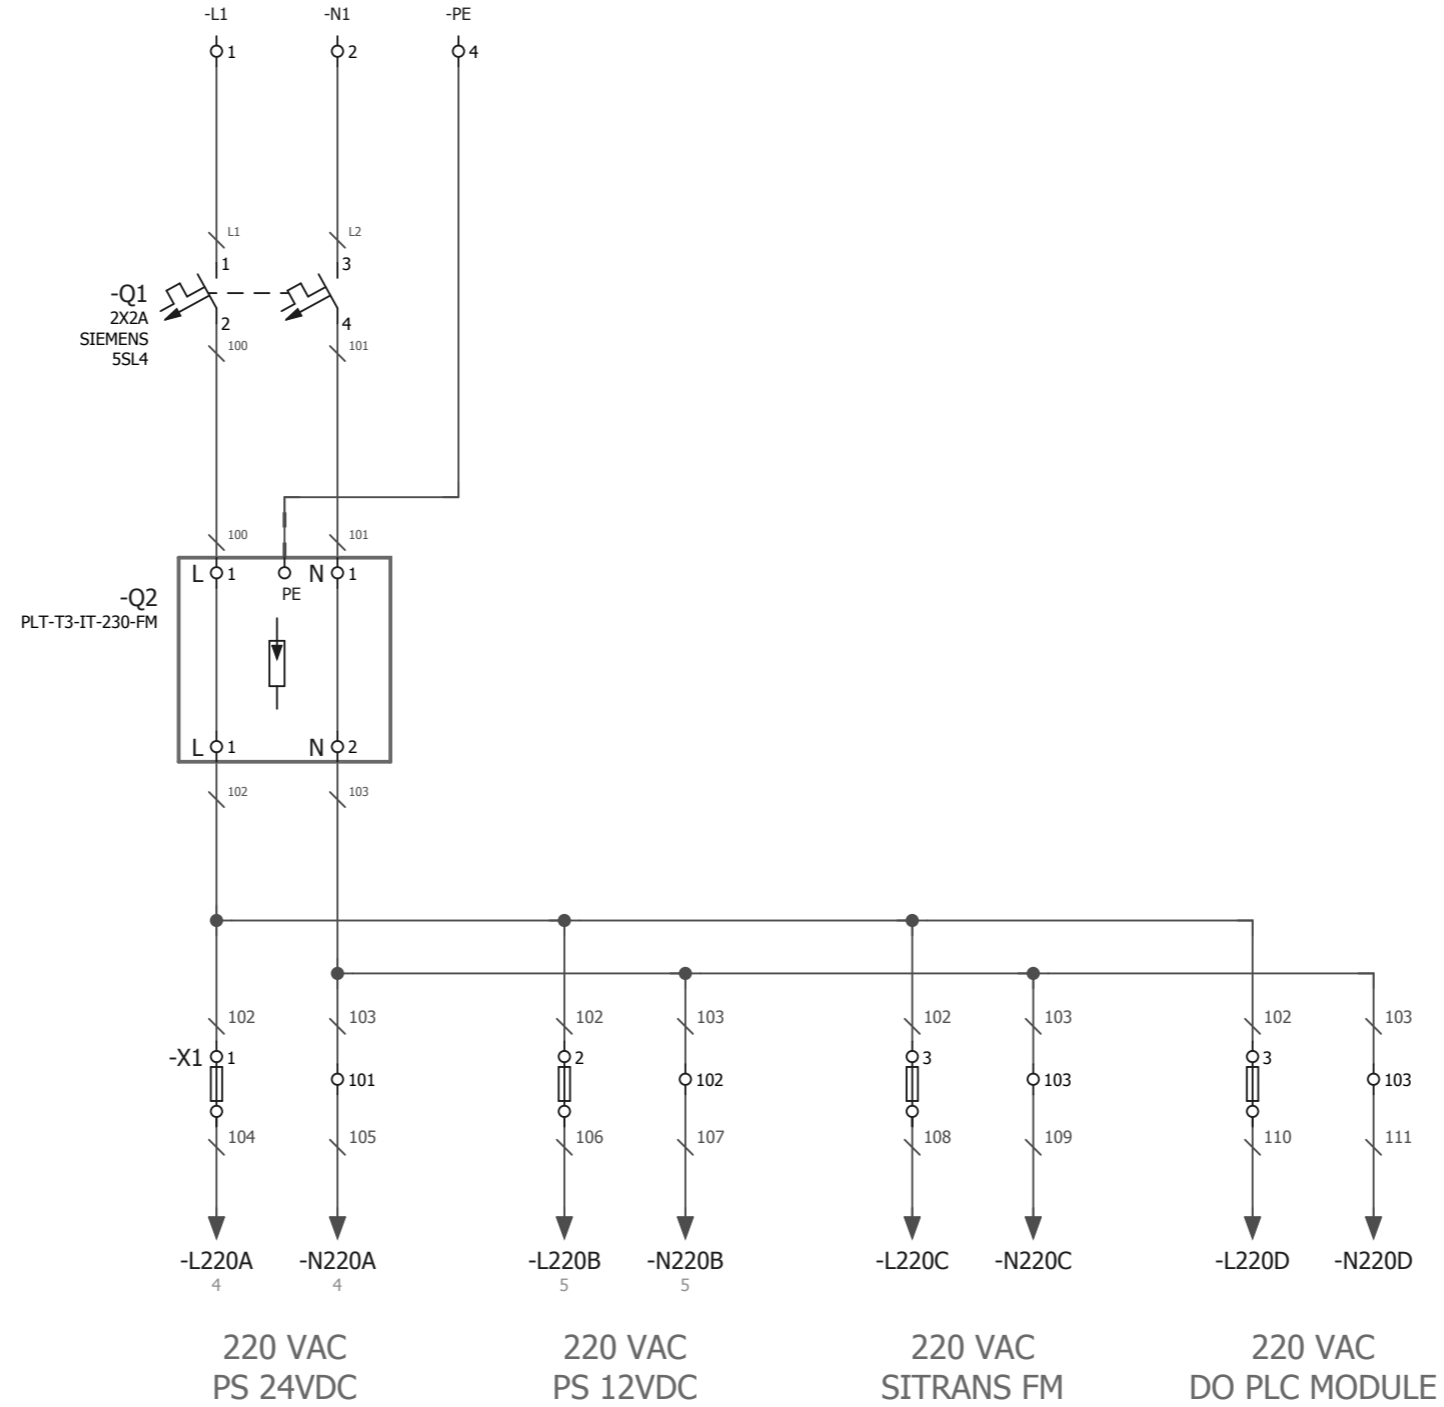 -L1 -N1 -PE
1 2 4
L1 L2
1 3
-Q1
2X2A
SIEMENS
5SL4
2 4
100 101
100 101
L 1 PE N 1
-Q2
PLT-T3-IT-230-FM
L 1 N 2
102 103
102 103 102 103 102 103 102 103
-X1 1 2 3 3
101 102 103 103
104 105 106 107 108 109 110 111
-L220A -N220A -L220B -N220B -L220C -N220C -L220D -N220D
4 4 5 5
220 VAC 220 VAC 220 VAC 220 VAC
PS 24VDC PS 12VDC SITRANS FM DO PLC MODULE